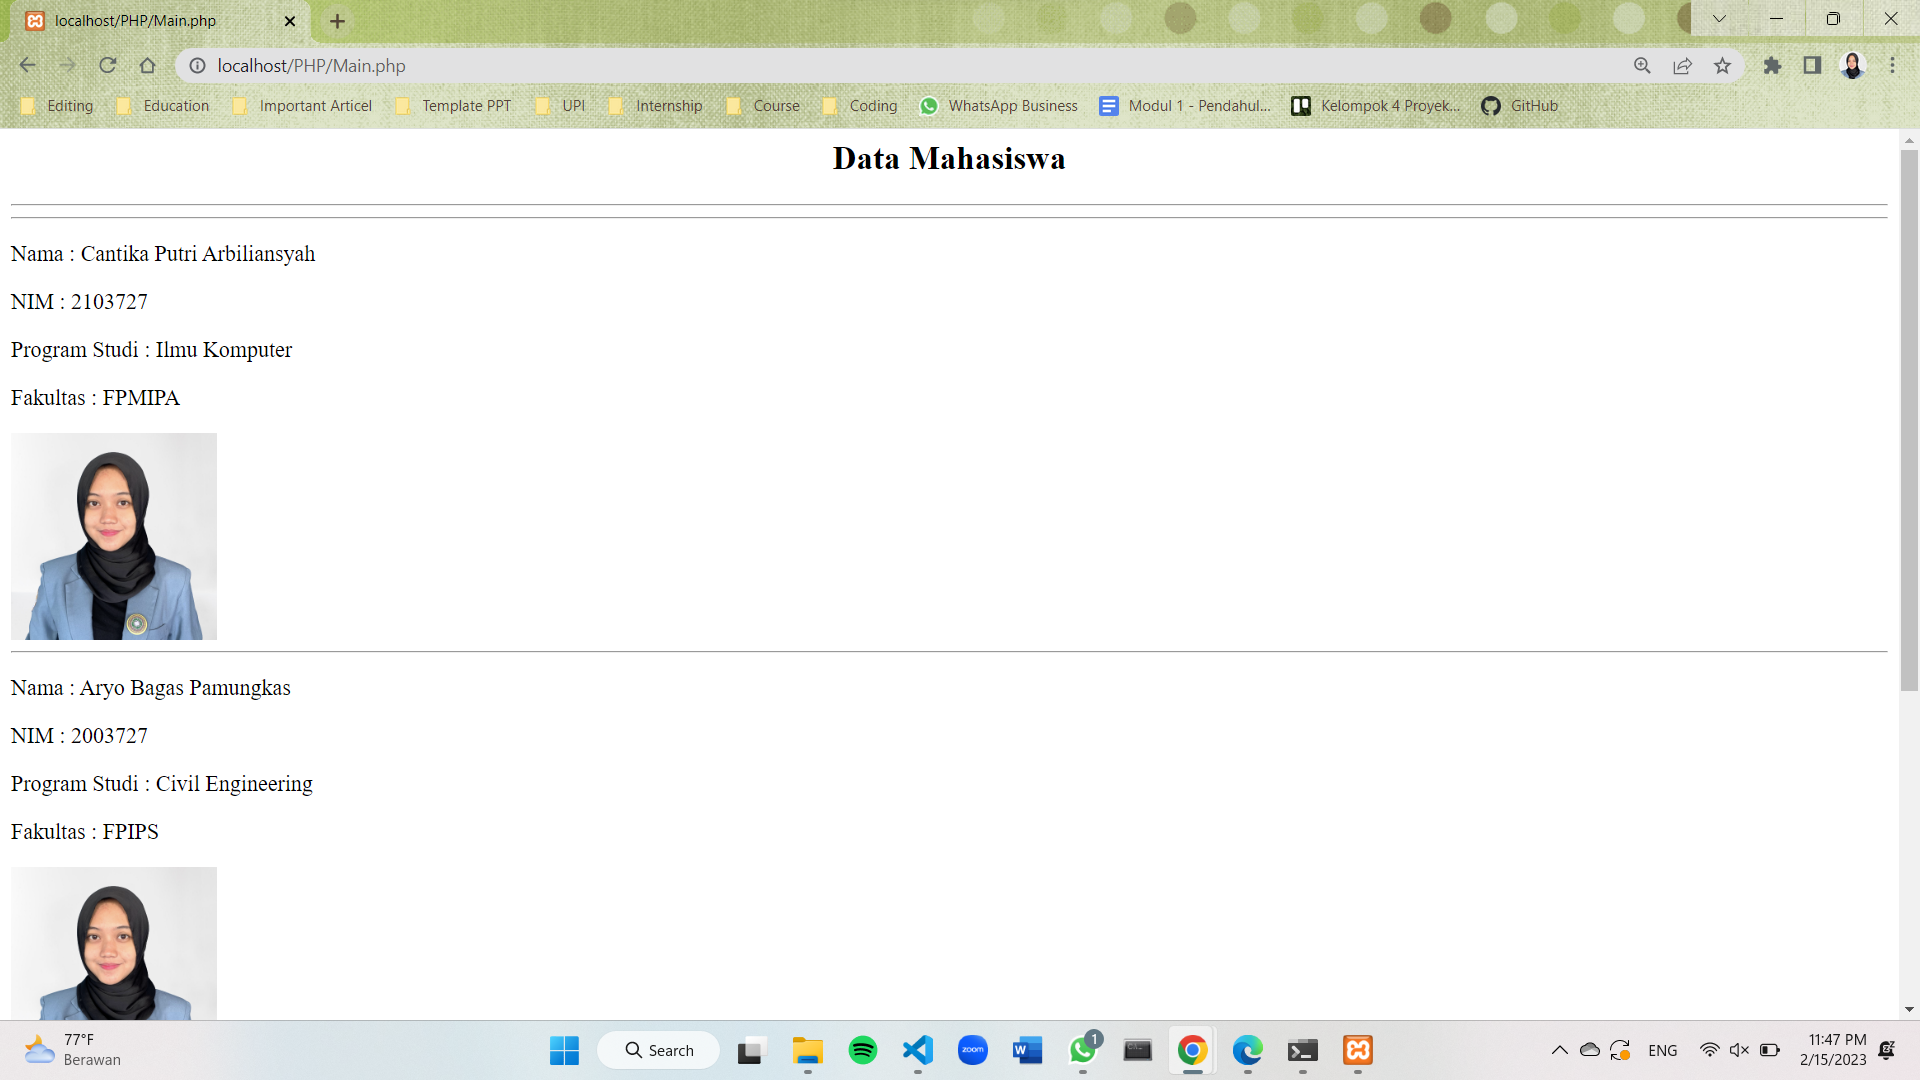 localhost/PHP/Main.php
localhost/PHP/Main.php
Editing Education Important Articel Template PPT UPI Internship Course Coding WhatsApp Business Modul 1 - Pendahul... Kelompok 4 Proyek... GitHub
Data Mahasiswa
Nama : Cantika Putri Arbiliansyah
NIM : 2103727
Program Studi : Ilmu Komputer
Fakultas : FPMIPA
Nama : Aryo Bagas Pamungkas
NIM : 2003727
Program Studi : Civil Engineering
Fakultas : FPIPS
77°F
Berawan
Search
zoom
W
1
ENG
11:47 PM
2/15/2023